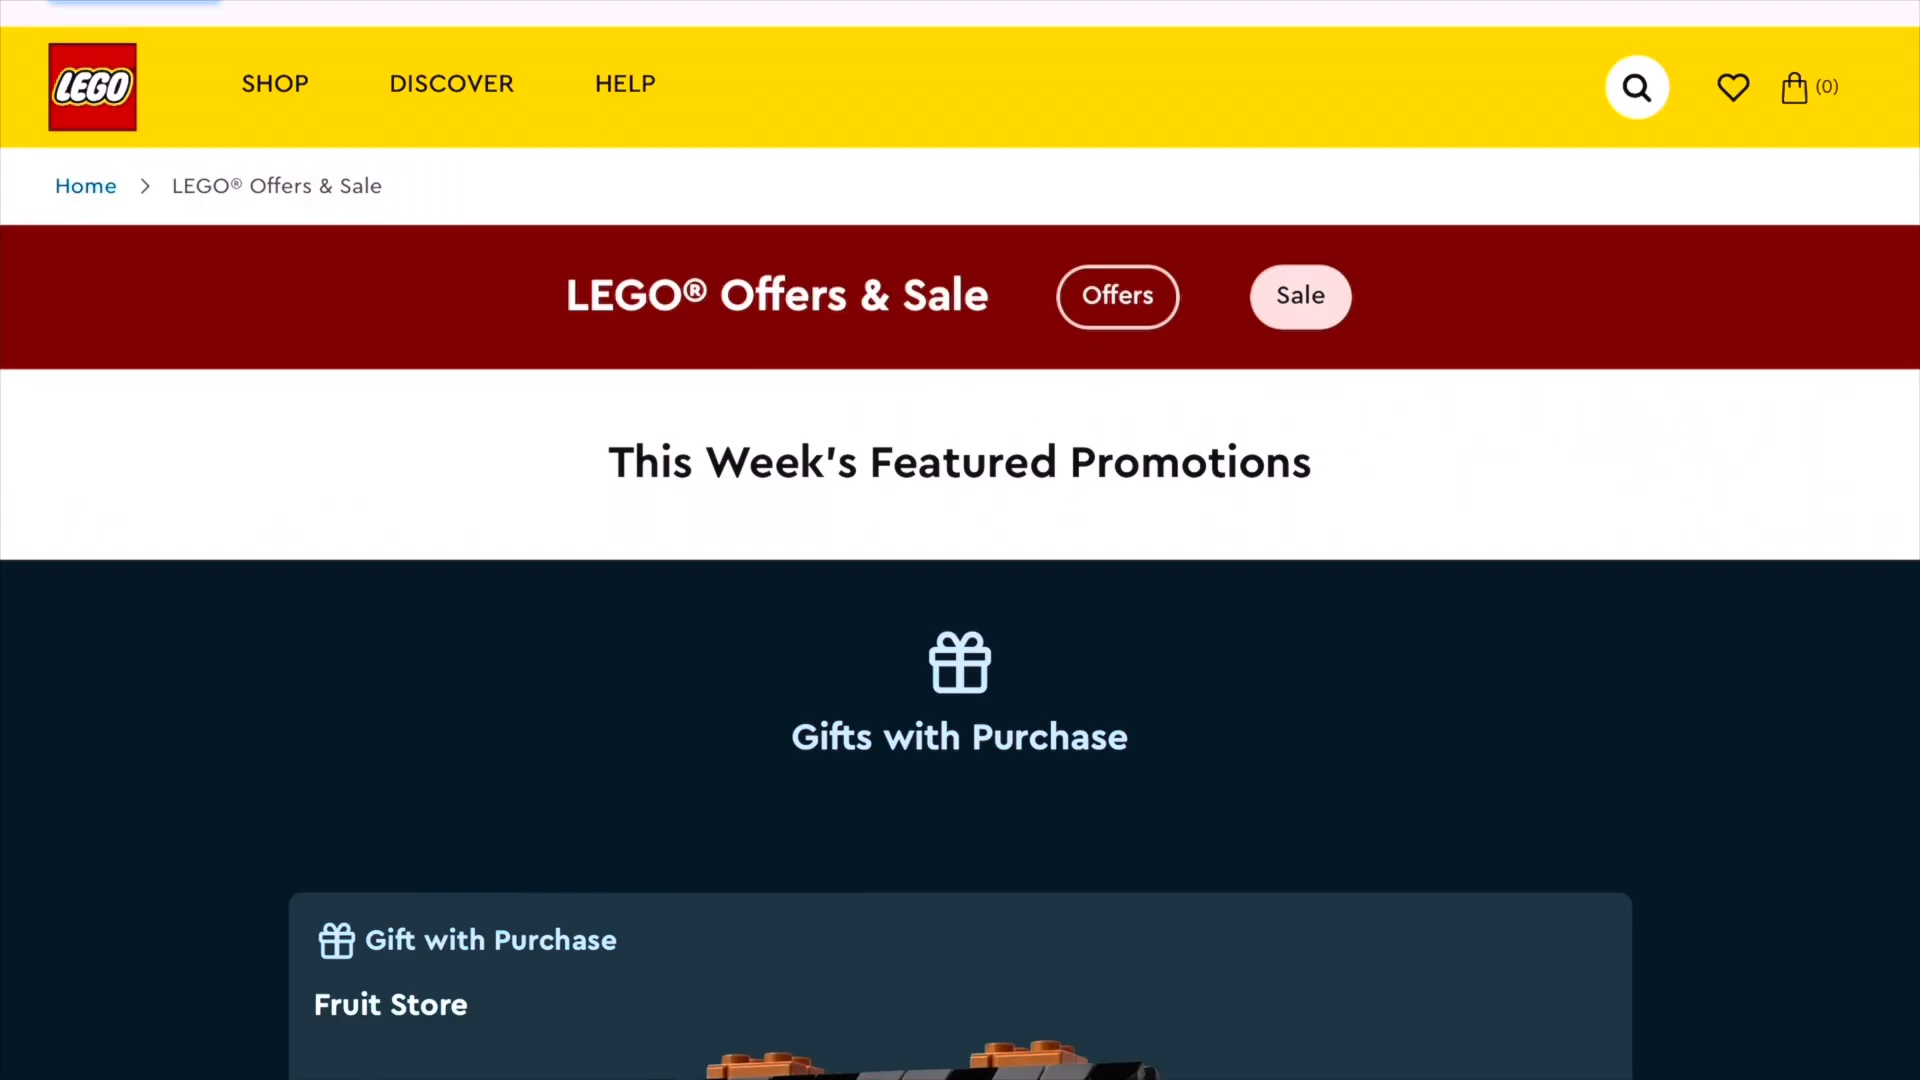 LEGO
SHOP
DISCOVER
HELP
(0)
Home > LEGO® Offers & Sale
LEGO® Offers & Sale
Offers
Sale
This Week's Featured Promotions
Gifts with Purchase
Gift with Purchase
Fruit Store